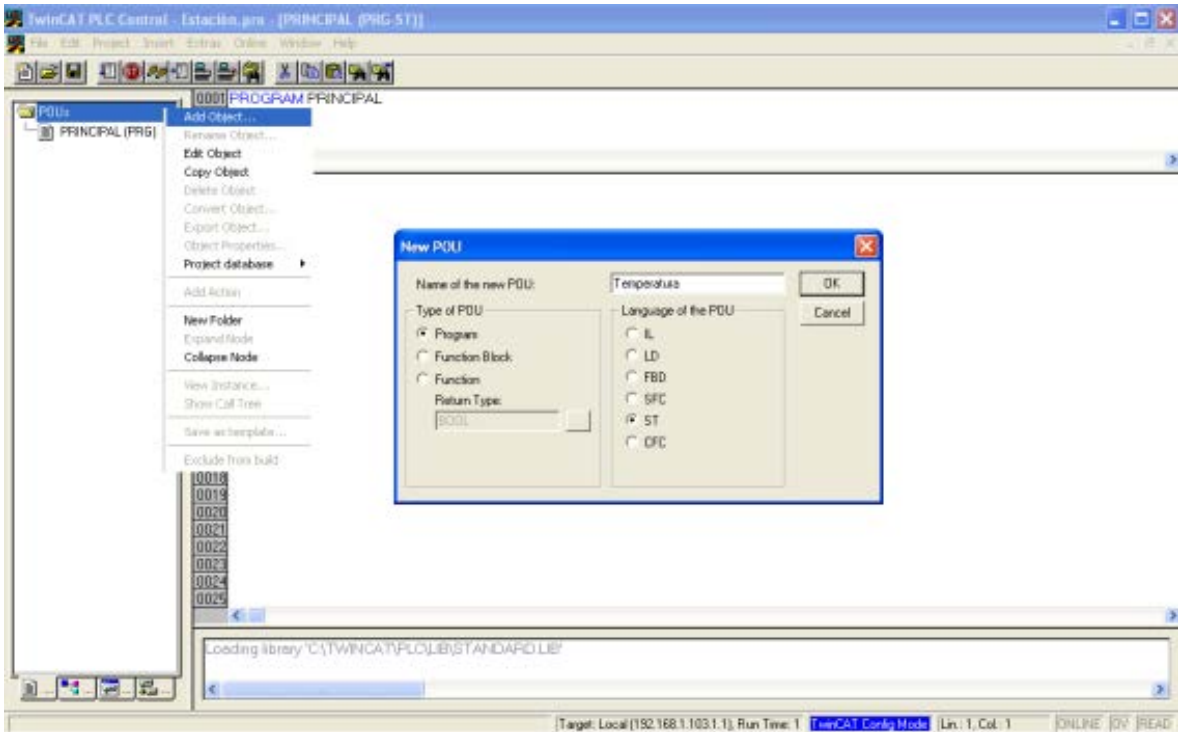 TwinCAT PLC Control - Estación.pro - [PRINCIPAL (PRG-ST)]
File Edit Project Insert Extras Online Window Help
0001 PROGRAM PRINCIPAL
POUs
PRINCIPAL (PRG)
Add Object...
Rename Object...
Edit Object
Copy Object
Delete Object
Convert Object...
Export Object...
Object Properties...
Project database
Add Action
New Folder
Expand Node
Collapse Node
View Instance...
Show Call Tree
Save as template...
Exclude from build
New POU
Name of the new POU: Temperatura
OK
Cancel
Type of POU
Program
Function Block
Function
Return Type:
BOOL
Language of the POU
IL
LD
FBD
SFC
ST
CFC
0018
0019
0020
0021
0022
0023
0024
0025
Loading library 'C:\TWINCAT\PLC\LIB\STANDARD.LIB'
Target: Local (192.168.1.103.1.1), Run Time: 1 TwinCAT Config Mode Lin.: 1, Col.: 1 ONLINE OV READ